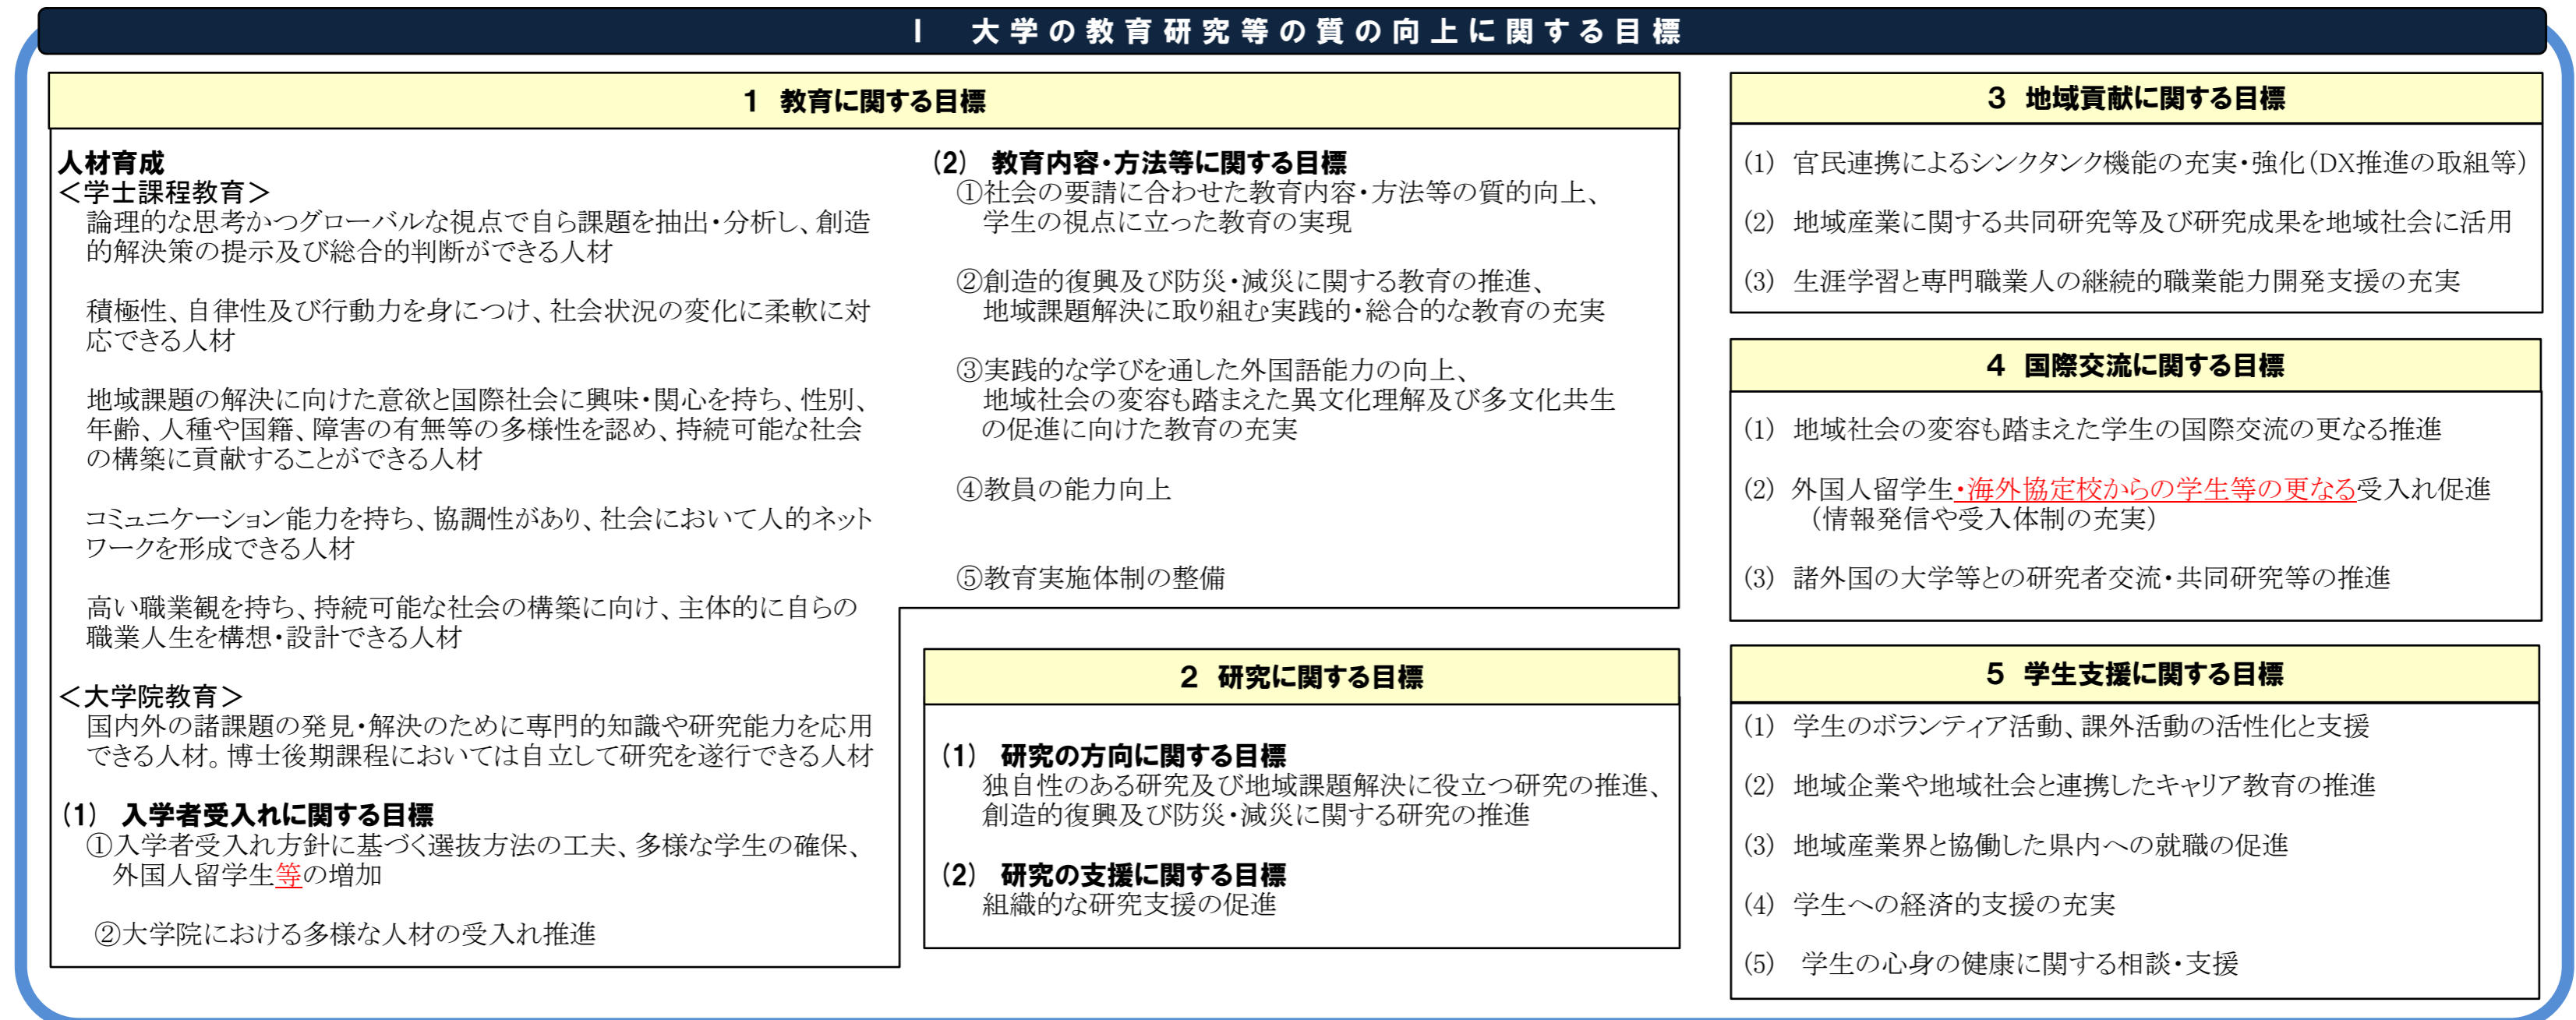 Ⅰ 大学の教育研究等の質の向上に関する目標
1 教育に関する目標
人材育成
＜学士課程教育＞
論理的な思考かつグローバルな視点で自ら課題を抽出・分析し、創造
的解決策の提示及び総合的判断ができる人材
積極性、自律性及び行動力を身につけ、社会状況の変化に柔軟に対
応できる人材
地域課題の解決に向けた意欲と国際社会に興味・関心を持ち、性別、
年齢、人種や国籍、障害の有無等の多様性を認め、持続可能な社会
の構築に貢献することができる人材
コミュニケーション能力を持ち、協調性があり、社会において人的ネット
ワークを形成できる人材
高い職業観を持ち、持続可能な社会の構築に向け、主体的に自らの
職業人生を構想・設計できる人材
＜大学院教育＞
国内外の諸課題の発見・解決のために専門的知識や研究能力を応用
できる人材。博士後期課程においては自立して研究を遂行できる人材
(1) 入学者受入れに関する目標
①入学者受入れ方針に基づく選抜方法の工夫、多様な学生の確保、
外国人留学生等の増加
②大学院における多様な人材の受入れ推進
(2) 教育内容・方法等に関する目標
①社会の要請に合わせた教育内容・方法等の質的向上、
学生の視点に立った教育の実現
②創造的復興及び防災・減災に関する教育の推進、
地域課題解決に取り組む実践的・総合的な教育の充実
③実践的な学びを通した外国語能力の向上、
地域社会の変容も踏まえた異文化理解及び多文化共生
の促進に向けた教育の充実
④教員の能力向上
⑤教育実施体制の整備
2 研究に関する目標
(1) 研究の方向に関する目標
独自性のある研究及び地域課題解決に役立つ研究の推進、
創造的復興及び防災・減災に関する研究の推進
(2) 研究の支援に関する目標
組織的な研究支援の促進
3 地域貢献に関する目標
(1) 官民連携によるシンクタンク機能の充実・強化(DX推進の取組等)
(2) 地域産業に関する共同研究等及び研究成果を地域社会に活用
(3) 生涯学習と専門職業人の継続的職業能力開発支援の充実
4 国際交流に関する目標
(1) 地域社会の変容も踏まえた学生の国際交流の更なる推進
(2) 外国人留学生・海外協定校からの学生等の更なる受入れ促進
(情報発信や受入体制の充実)
(3) 諸外国の大学等との研究者交流・共同研究等の推進
5 学生支援に関する目標
(1) 学生のボランティア活動、課外活動の活性化と支援
(2) 地域企業や地域社会と連携したキャリア教育の推進
(3) 地域産業界と協働した県内への就職の促進
(4) 学生への経済的支援の充実
(5) 学生の心身の健康に関する相談・支援